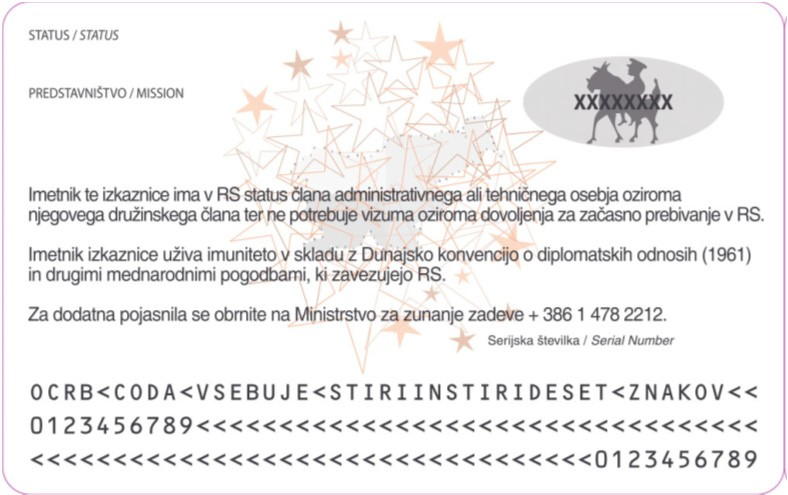 STATUS / STATUS
PREDSTAVNIŠTVO / MISSION
XXXXXXXX
Imetnik te izkaznice ima v RS status člana administrativnega ali tehničnega osebja oziroma
njegovega družinskega člana ter ne potrebuje vizuma oziroma dovoljenja za začasno prebivanje v RS.
Imetnik izkaznice uživa imuniteto v skladu z Dunajsko konvencijo o diplomatskih odnosih (1961)
in drugimi mednarodnimi pogodbami, ki zavezujejo RS.
Za dodatna pojasnila se obrnite na Ministrstvo za zunanje zadeve + 386 1 478 2212.
Serijska številka / Serial Number
OCRB<CODA<VSEBUJE<STIRIINSTIRIDESET<ZNAKOV<<
0123456789<<<<<<<<<<<<<<<<<<<<<<<<<<<<<<<<<<
<<<<<<<<<<<<<<<<<<<<<<<<<<<<<<<<<<0123456789